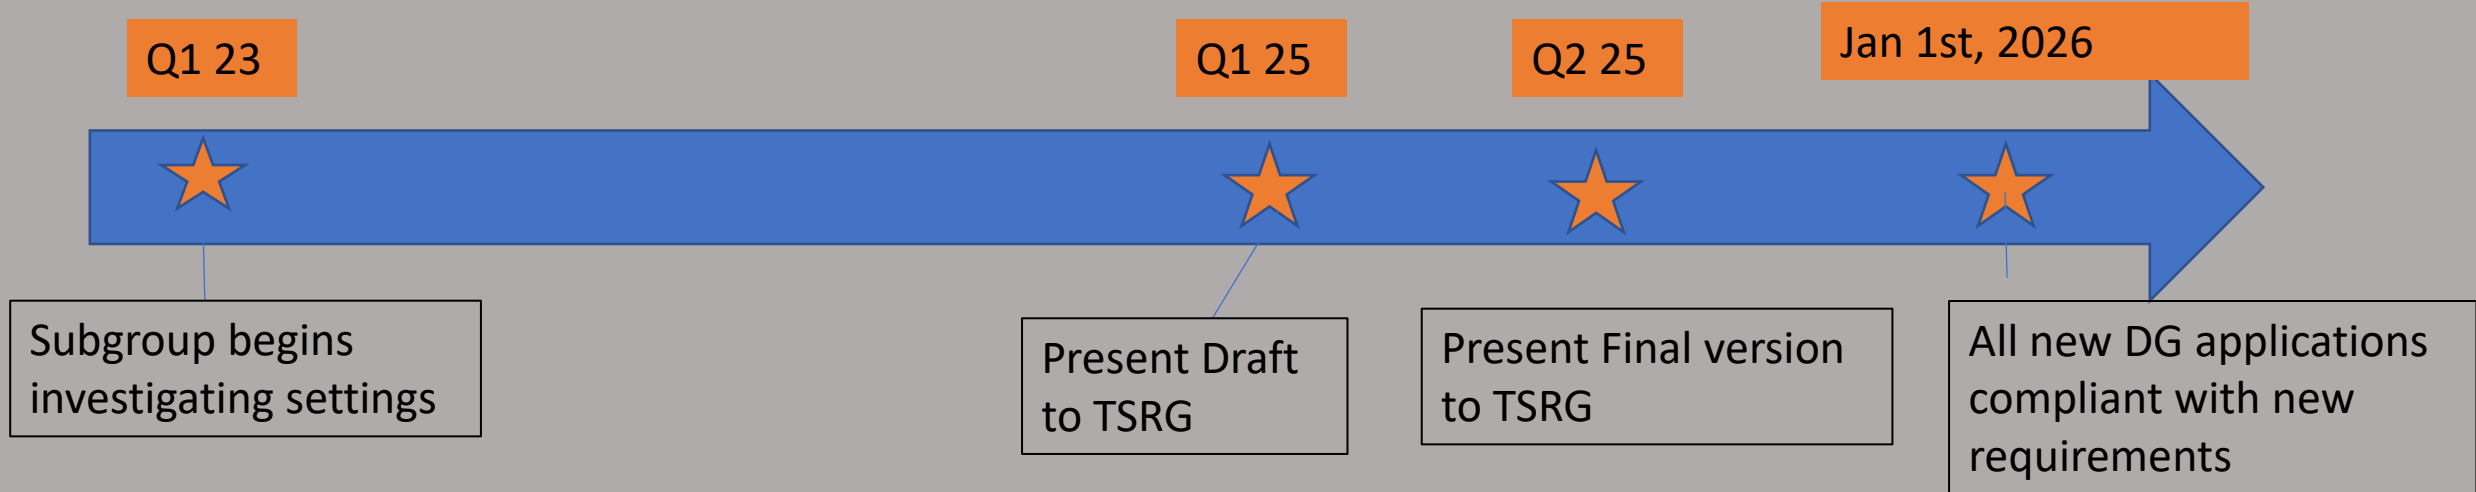 Q1 23
Q1 25
Q2 25
Jan 1st, 2026
Subgroup begins
investigating settings
Present Draft
to TSRG
Present Final version
to TSRG
All new DG applications
compliant with new
requirements